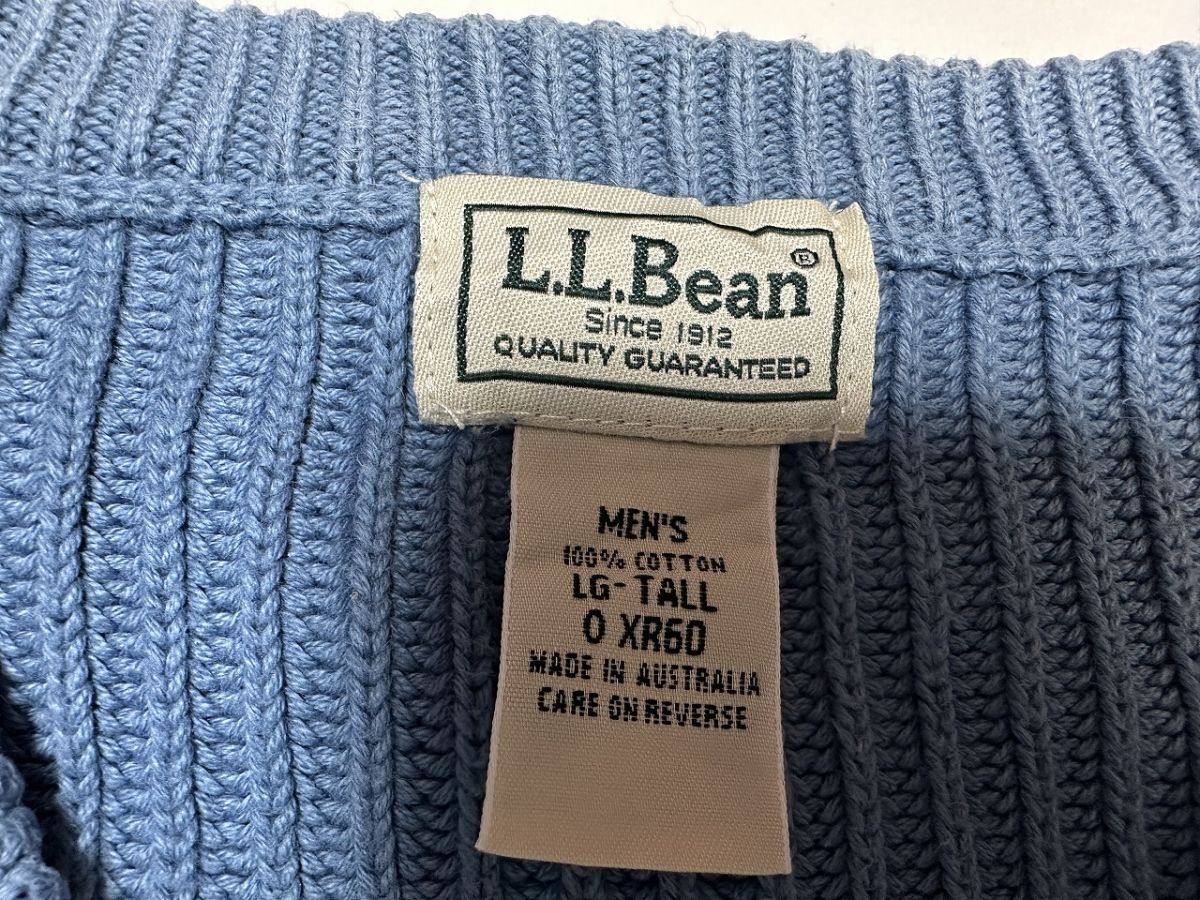 L.L.Bean®
Since 1912
QUALITY GUARANTEED
MEN'S
100% COTTON
LG-TALL
0 XR60
MADE IN AUSTRALIA
CARE ON REVERSE